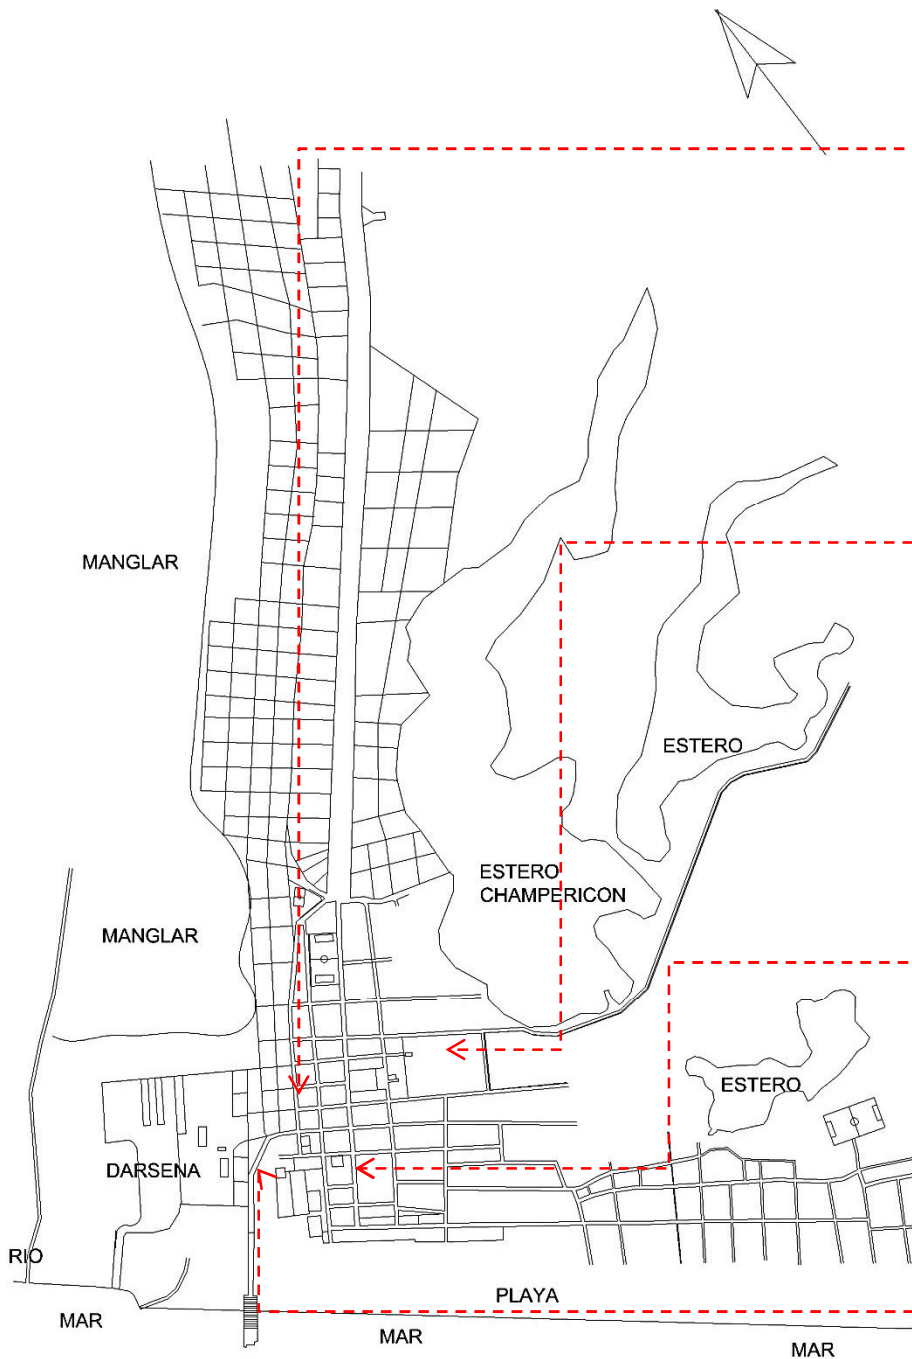 MANGLAR
ESTERO
ESTERO
CHAMPERICON
MANGLAR
ESTERO
DARSENA
RIO
PLAYA
MAR
MAR
MAR